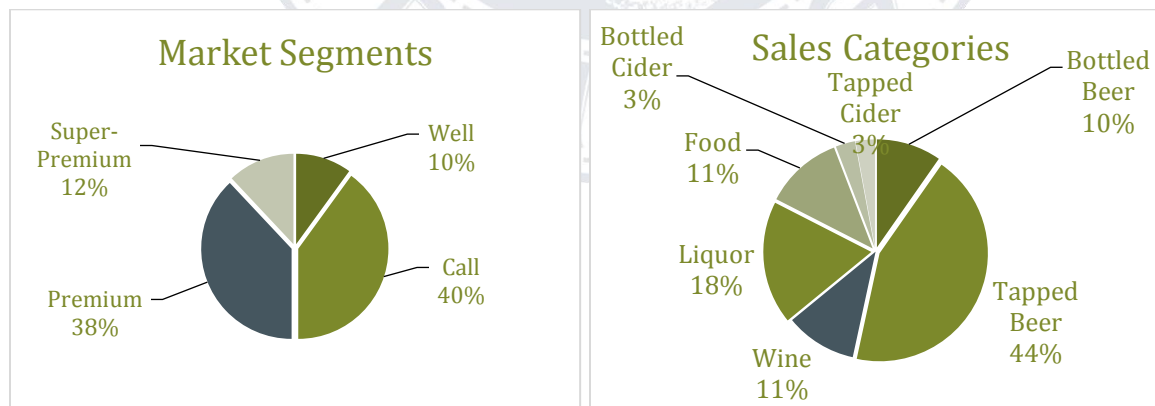 Market Segments
Super-
Premium
12%
Well
10%
Premium
38%
Call
40%
Sales Categories
Bottled
Cider
3%
Tapped
Cider
3%
Bottled
Beer
10%
Food
11%
Liquor
18%
Wine
11%
Tapped
Beer
44%